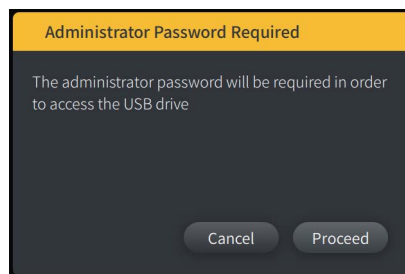 Administrator Password Required
The administrator password will be required in order
to access the USB drive
Cancel
Proceed